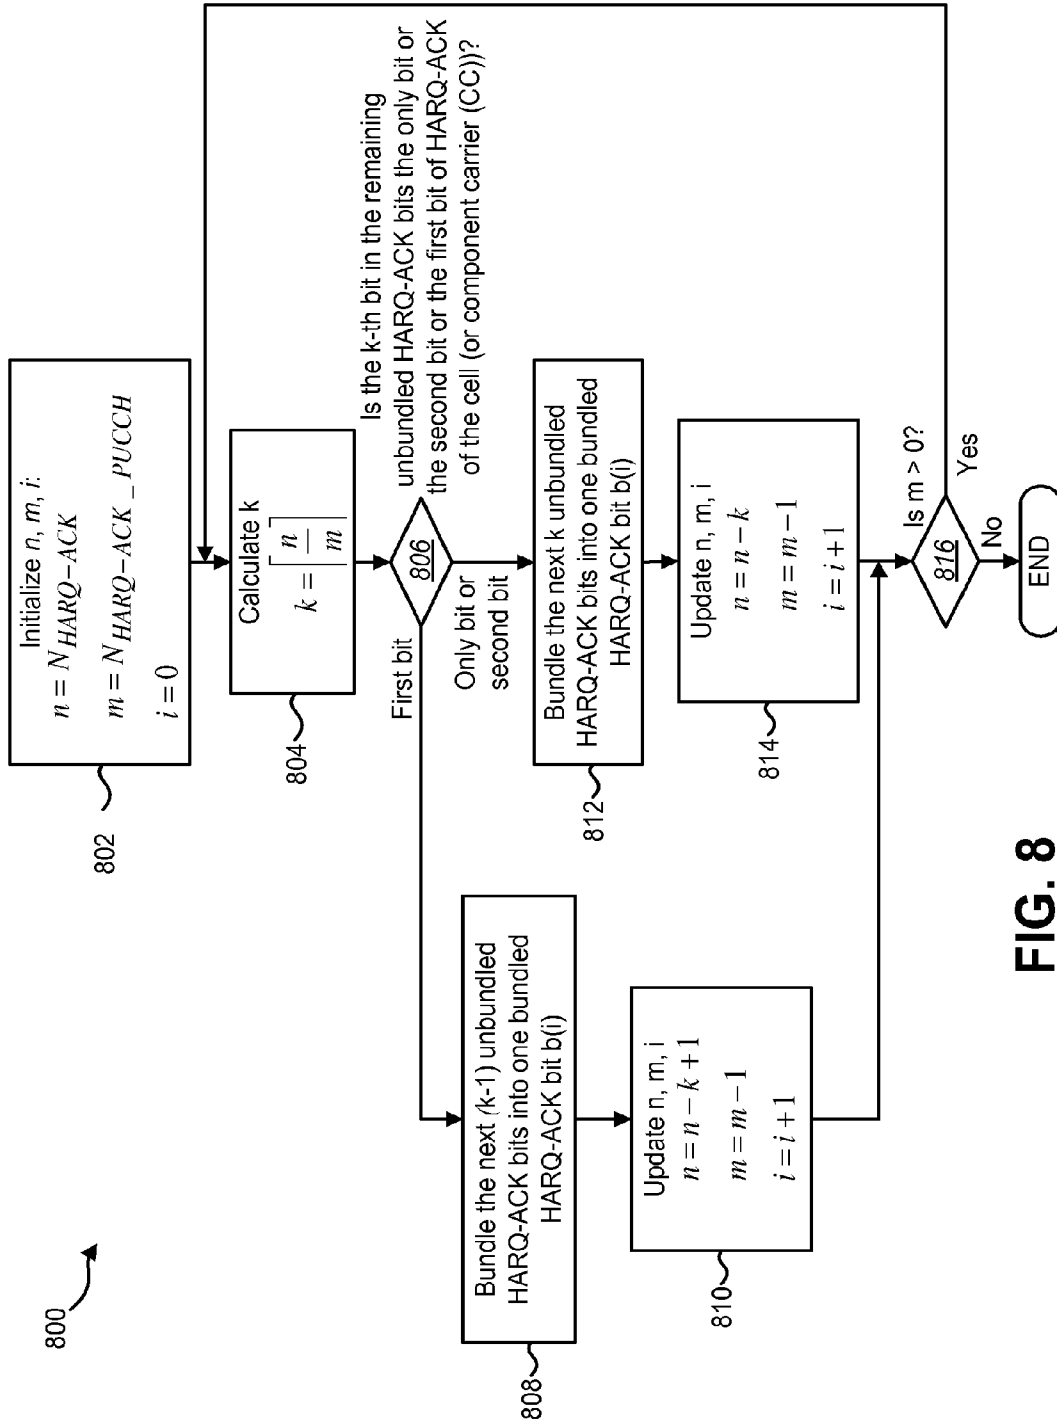 800
Initialize n, m, i:
n = N_HARQ-ACK
m = N_HARQ-ACK_PUCCH
i = 0
802
Calculate k
k = ⌈n/m⌉
804
Is the k-th bit in the remaining
unbundled HARQ-ACK bits the only bit or
the second bit or the first bit of HARQ-ACK
of the cell (or component carrier (CC))?
806
First bit
Only bit or
second bit
Bundle the next (k-1) unbundled
HARQ-ACK bits into one bundled
HARQ-ACK bit b(i)
808
Update n, m, i
n = n - k + 1
m = m - 1
i = i + 1
810
Bundle the next k unbundled
HARQ-ACK bits into one bundled
HARQ-ACK bit b(i)
812
Update n, m, i
n = n - k
m = m - 1
i = i + 1
814
Is m > 0?
816
Yes
No
END
FIG. 8